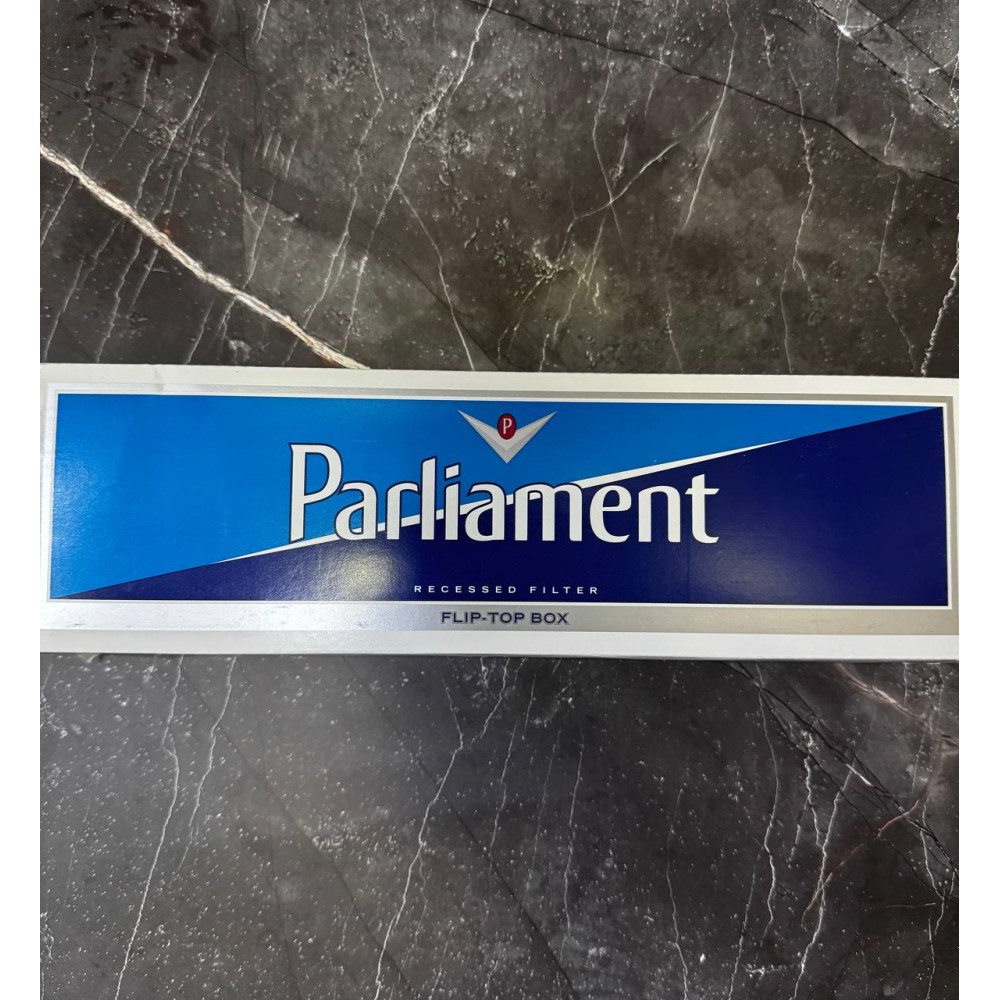 P
Parliament
RECESSED FILTER
FLIP-TOP BOX